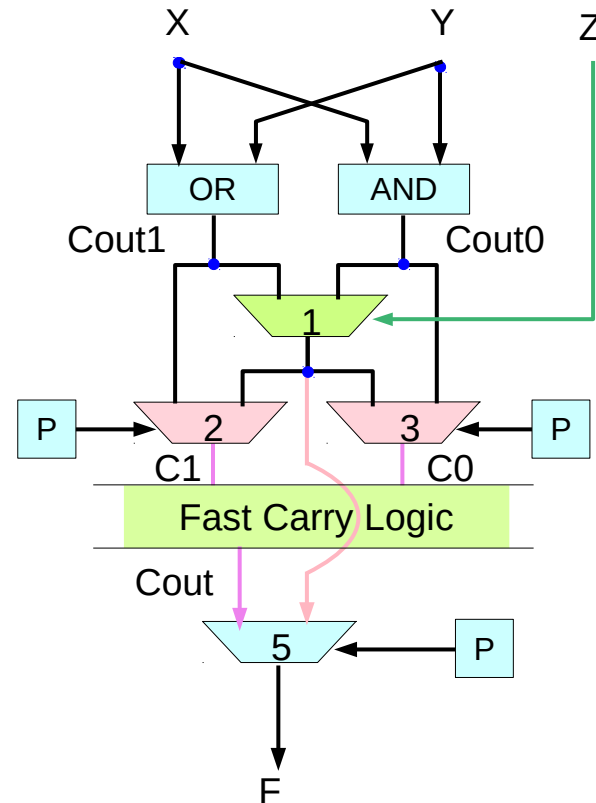 X Y Z
OR AND
Cout1 Cout0
1
P 2 3 P
C1 C0
Fast Carry Logic
Cout
5 P
F